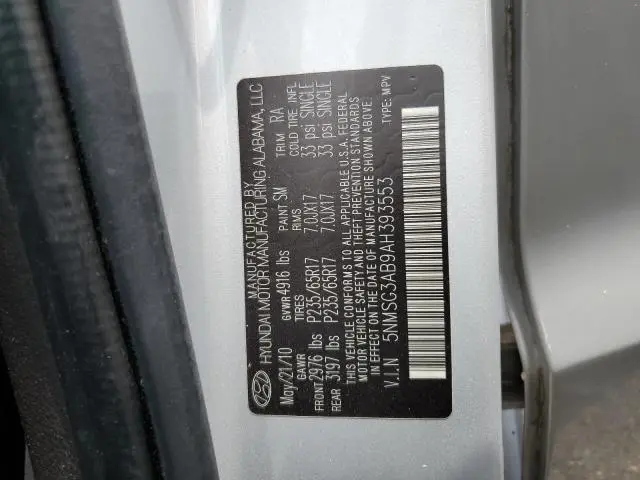 MANUFACTURED BY
HYUNDAI MOTOR MANUFACTURING ALABAMA, LLC
May/21/10 GVWR 4916 lbs PAINT SM TRIM RA
GAWR TIRES RIMS COLD TIRE. INFL
FRONT 2976 lbs P235/65R17 7.0JX17 33 psi SINGLE
REAR 3197 lbs P235/65R17 7.0JX17 33 psi SINGLE
THIS VEHICLE CONFORMS TO ALL APPLICABLE U.S.A. FEDERAL
MOTOR VEHICLE SAFETY AND THEFT PREVENTION STANDARDS
IN EFFECT ON THE DATE OF MANUFACTURE SHOWN ABOVE.
V.I.N 5NMSG3AB9AH393553 TYPE: MPV